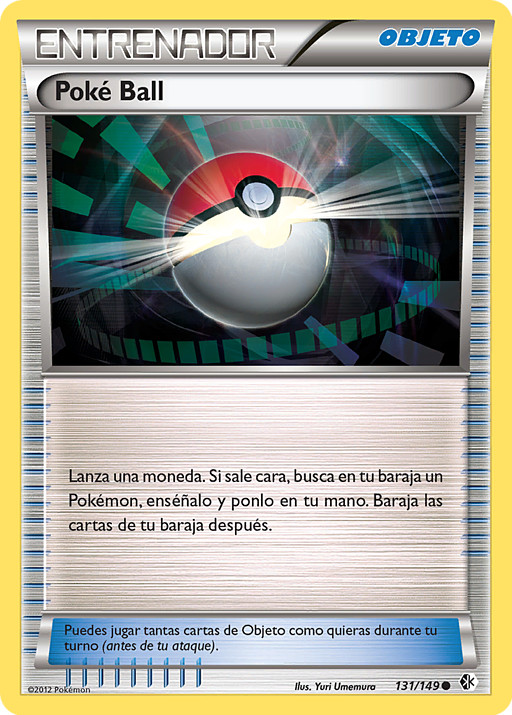 ENTRENADOR
OBJETO
Poké Ball
Lanza una moneda. Si sale cara, busca en tu baraja un
Pokémon, enséñalo y ponlo en tu mano. Baraja las
cartas de tu baraja después.
Puedes jugar tantas cartas de Objeto como quieras durante tu
turno (antes de tu ataque).
©2012 Pokémon
Ilus. Yuri Umemura
131/149